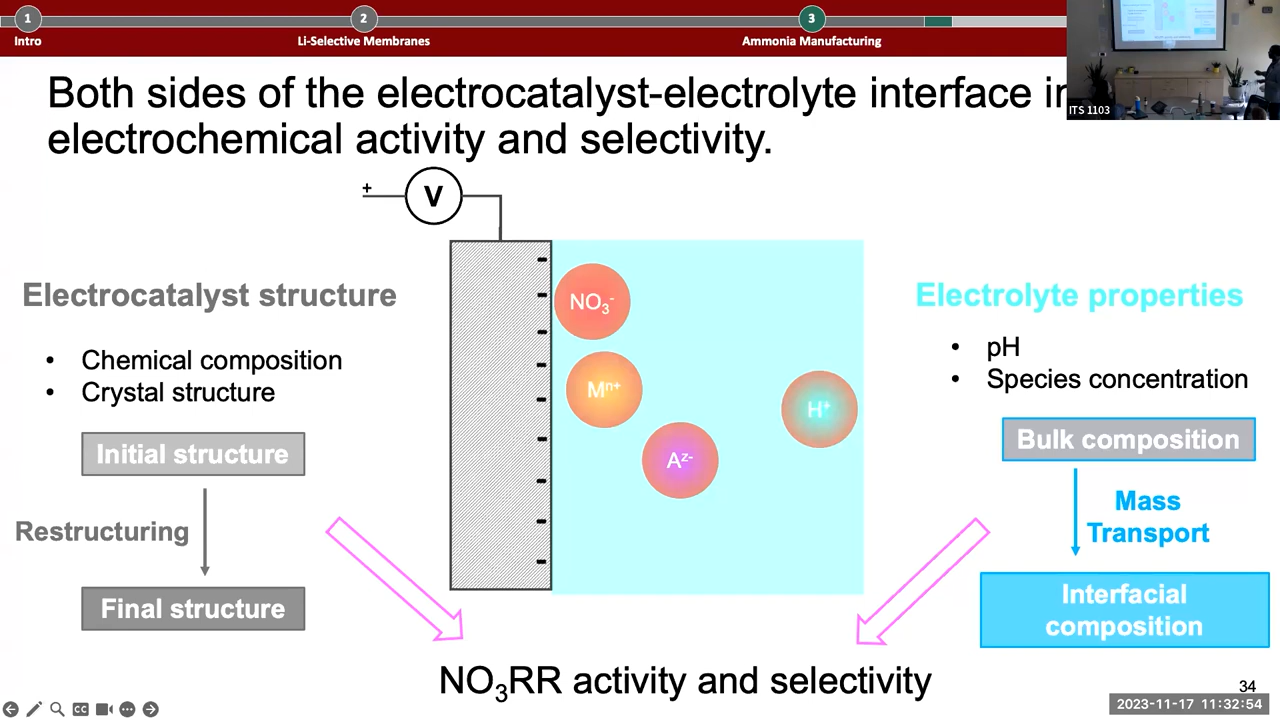 1
2
3
Intro
Li-Selective Membranes
Ammonia Manufacturing
ITS 1103
Both sides of the electrocatalyst-electrolyte interface
electrochemical activity and selectivity.
+
V
Electrocatalyst structure
• Chemical composition
• Crystal structure
Initial structure
Restructuring
Final structure
NO₃⁻
Mⁿ⁺
Aᶻ⁻
H⁺
Electrolyte properties
• pH
• Species concentration
Bulk composition
Mass
Transport
Interfacial
composition
NO₃RR activity and selectivity
34
CC
2023-11-17 11:32:54